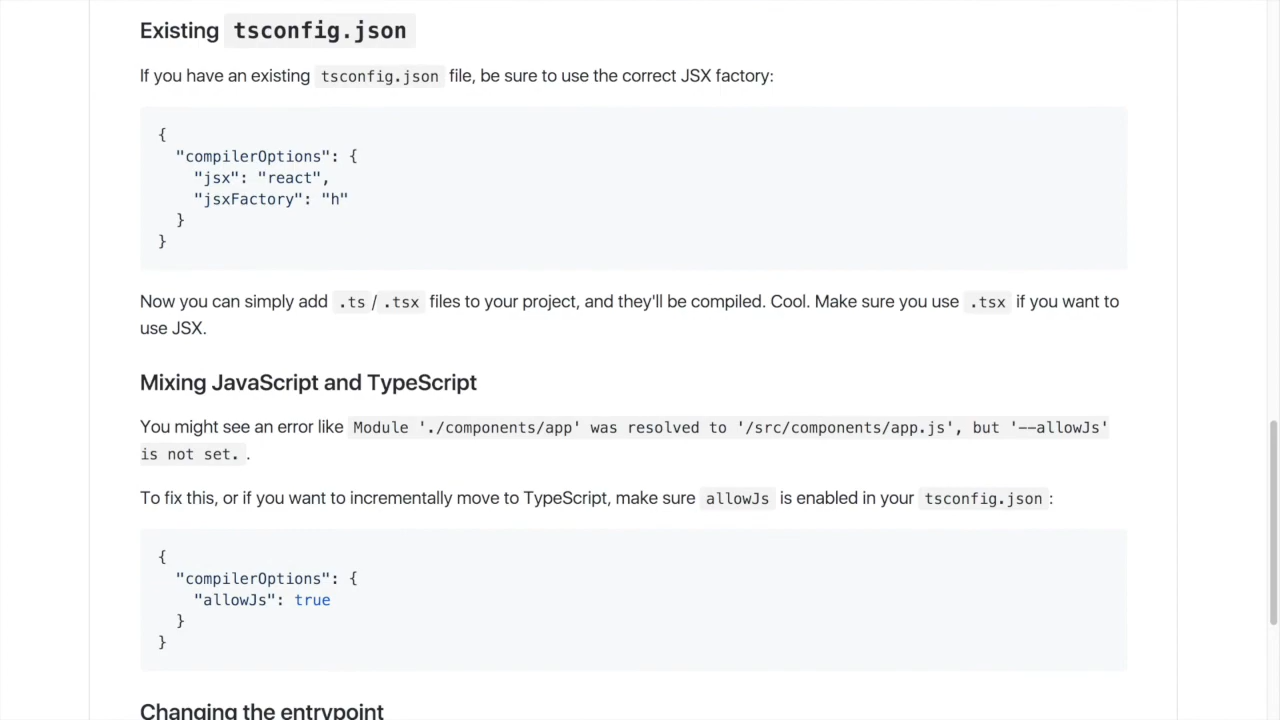 Existing tsconfig.json
If you have an existing tsconfig.json file, be sure to use the correct JSX factory:
{
  "compilerOptions": {
    "jsx": "react",
    "jsxFactory": "h"
  }
}
Now you can simply add .ts / .tsx files to your project, and they'll be compiled. Cool. Make sure you use .tsx if you want to
use JSX.
Mixing JavaScript and TypeScript
You might see an error like Module './components/app' was resolved to '/src/components/app.js', but '--allowJs'
is not set. .
To fix this, or if you want to incrementally move to TypeScript, make sure allowJs is enabled in your tsconfig.json :
{
  "compilerOptions": {
    "allowJs": true
  }
}
Changing the entrypoint